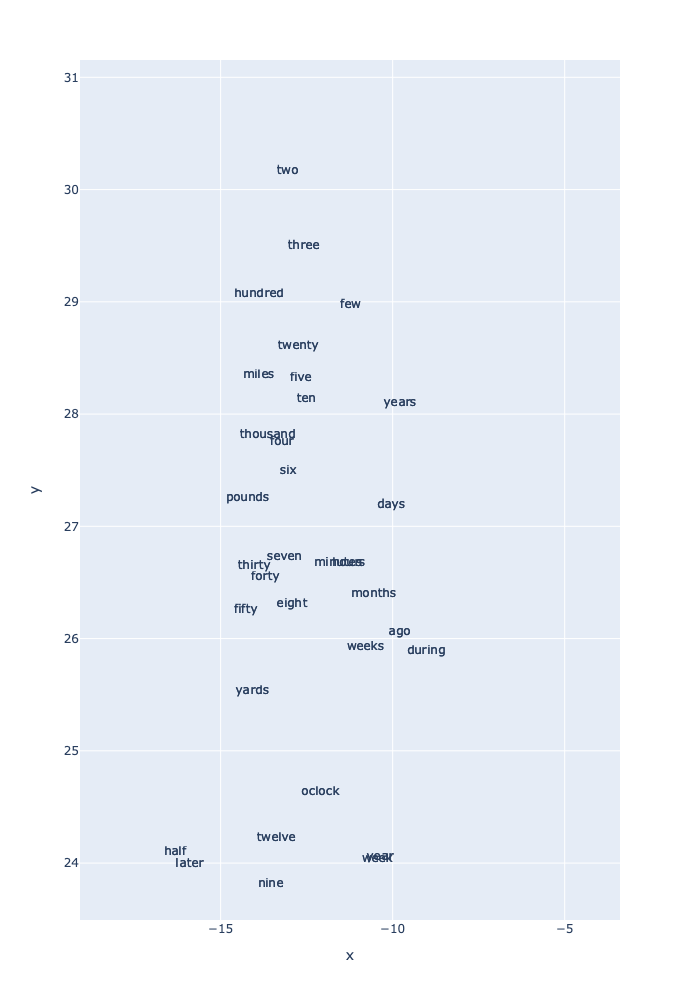 31
two
30
three
hundred
29
few
twenty
miles
five
ten
years
28
thousand
four
six
pounds
days
27
seven
minutes
hours
thirty
forty
months
eight
fifty
ago
26
weeks
during
yards
25
oclock
twelve
half
year
week
later
24
nine
−15
−10
−5
x
y